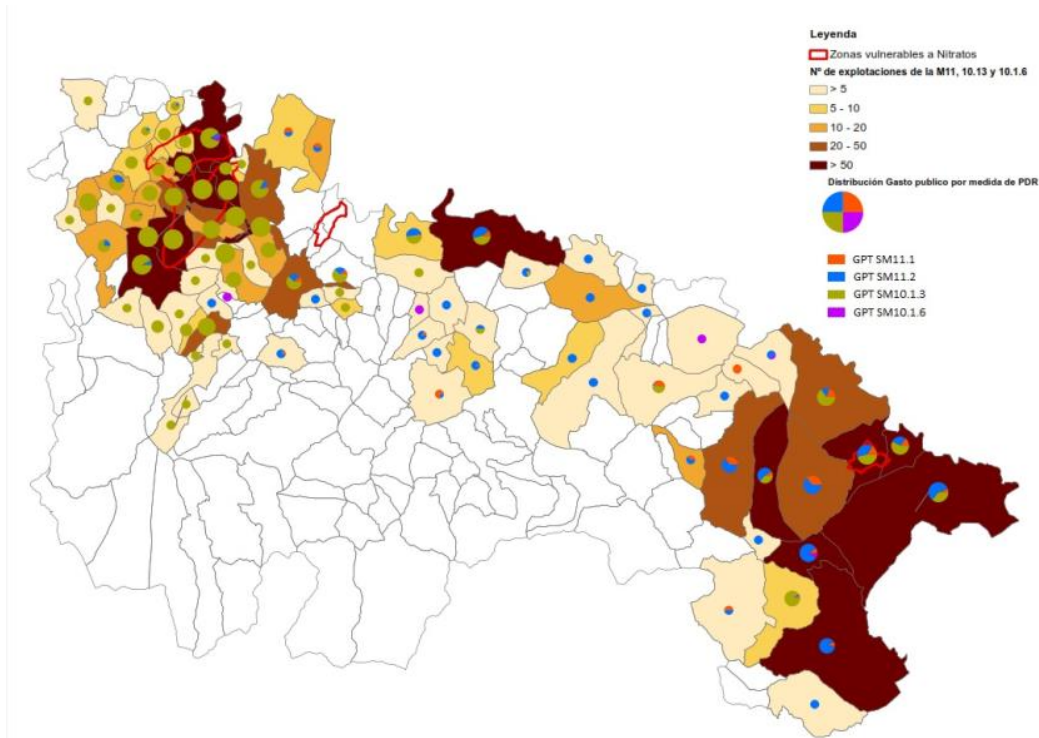 Leyenda
Zonas vulnerables a Nitratos
Nº de explotaciones de la M11, 10.13 y 10.1.6
> 5
5 - 10
10 - 20
20 - 50
> 50
Distribución Gasto publico por medida de PDR
GPT SM11.1
GPT SM11.2
GPT SM10.1.3
GPT SM10.1.6